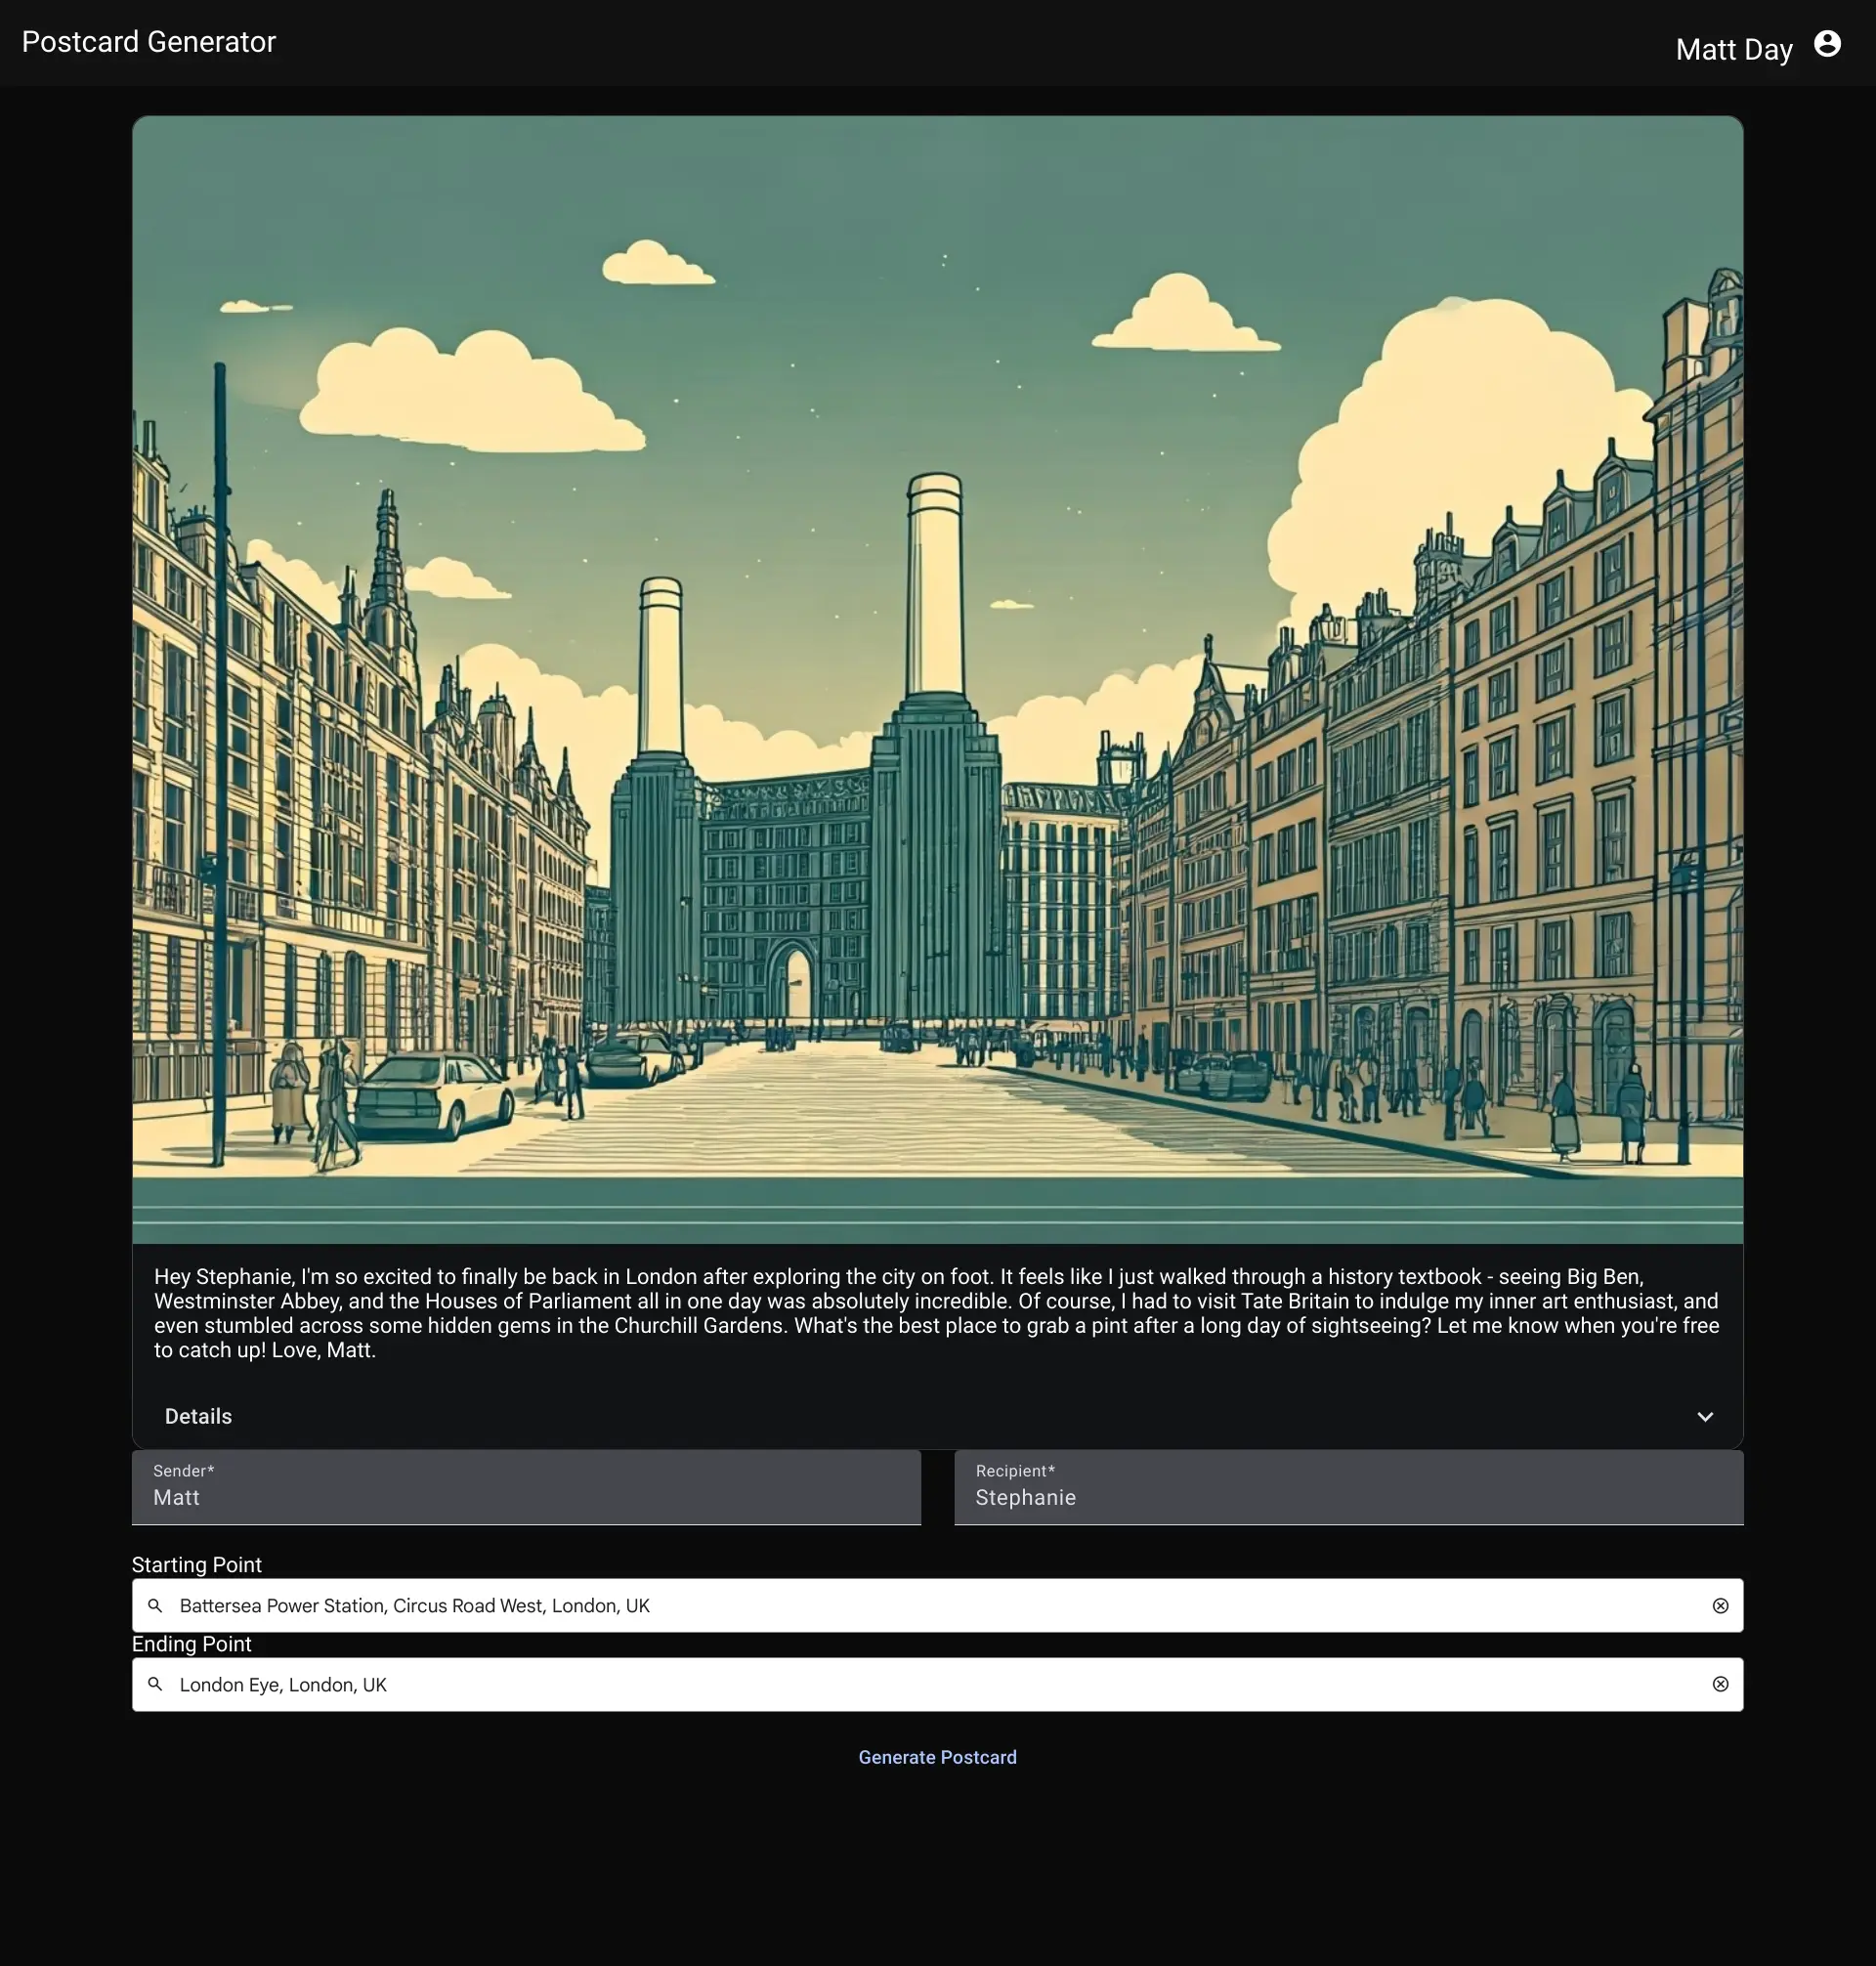 Postcard Generator
Matt Day
Hey Stephanie, I'm so excited to finally be back in London after exploring the city on foot. It feels like I just walked through a history textbook - seeing Big Ben,
Westminster Abbey, and the Houses of Parliament all in one day was absolutely incredible. Of course, I had to visit Tate Britain to indulge my inner art enthusiast, and
even stumbled across some hidden gems in the Churchill Gardens. What's the best place to grab a pint after a long day of sightseeing? Let me know when you're free
to catch up! Love, Matt.
Details
Sender*
Matt
Recipient*
Stephanie
Starting Point
Battersea Power Station, Circus Road West, London, UK
Ending Point
London Eye, London, UK
Generate Postcard